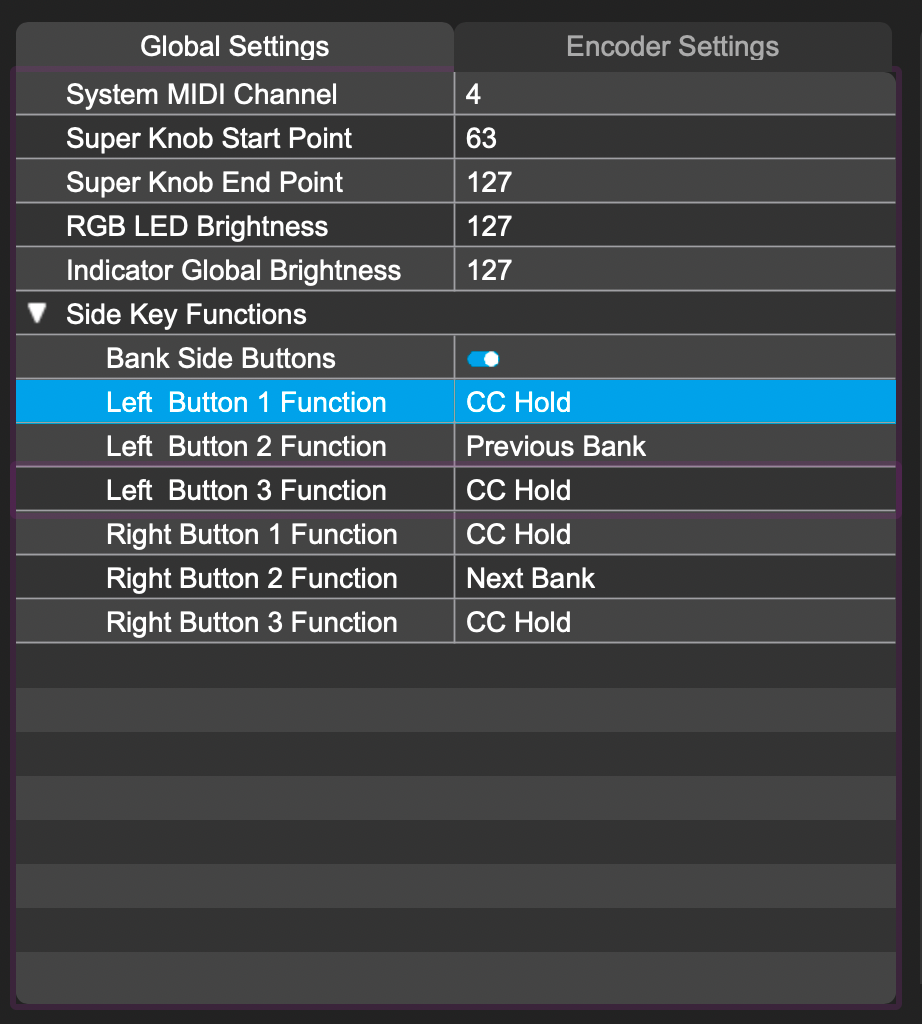 Global Settings Encoder Settings
System MIDI Channel 4
Super Knob Start Point 63
Super Knob End Point 127
RGB LED Brightness 127
Indicator Global Brightness 127
Side Key Functions
Bank Side Buttons
Left  Button 1 Function CC Hold
Left  Button 2 Function Previous Bank
Left  Button 3 Function CC Hold
Right Button 1 Function CC Hold
Right Button 2 Function Next Bank
Right Button 3 Function CC Hold